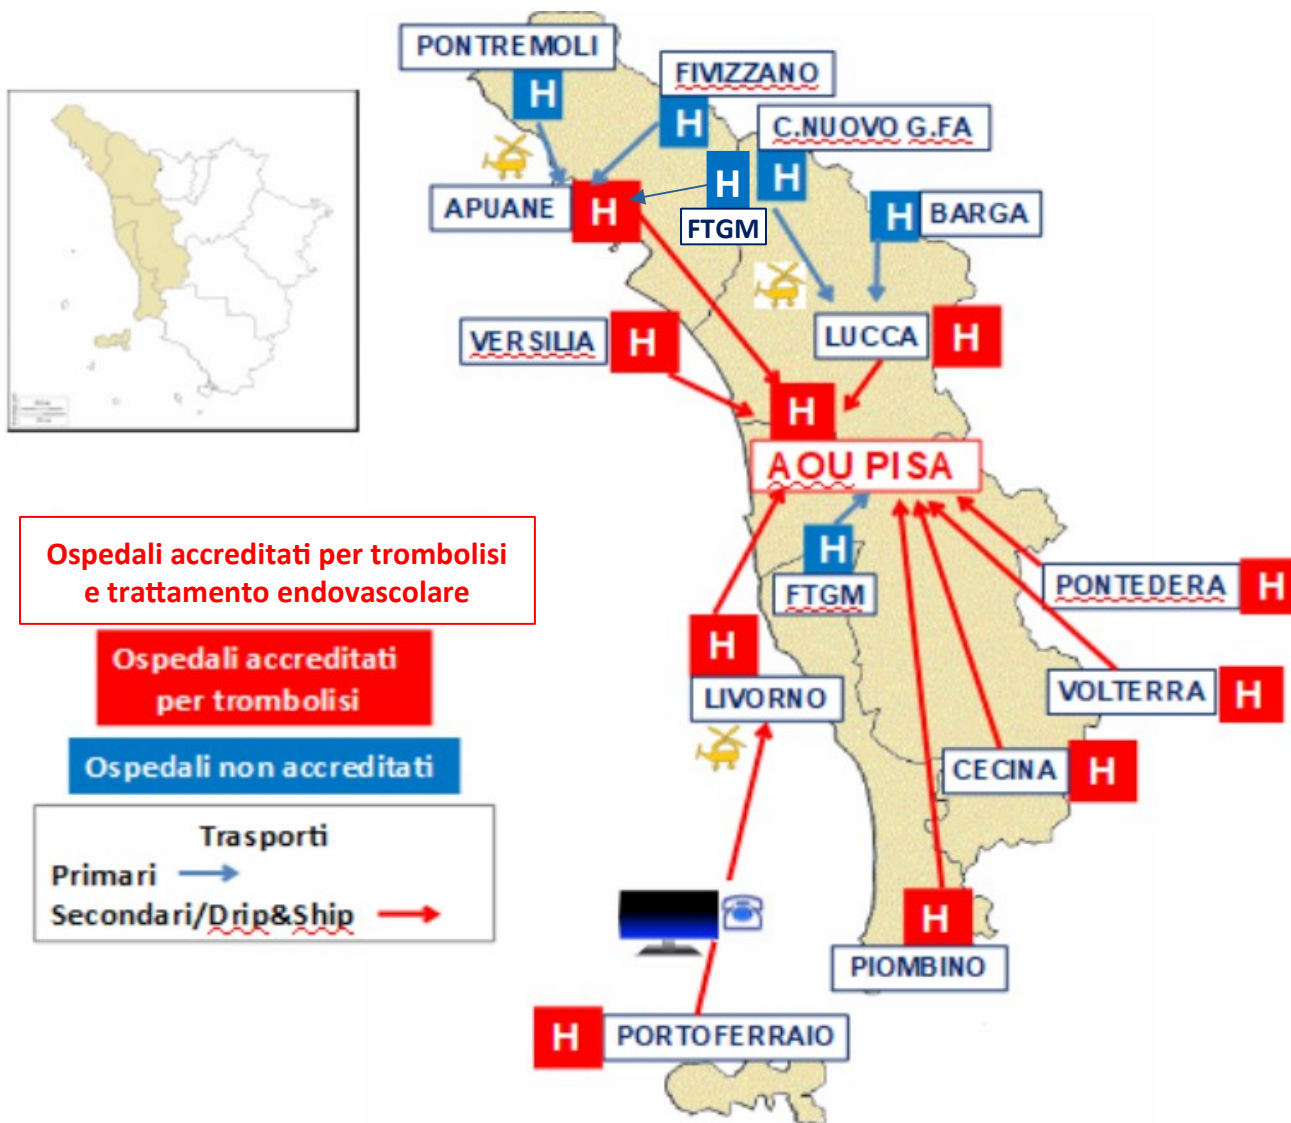 PONTREMOLI
H
FIVIZZANO
H
C.NUOVO G.FA
H
APUANE
H
H
FTGM
H
BARGA
VERSILIA
H
LUCCA
H
H
AOU PISA
H
FTGM
PONTEDERA
H
H
LIVORNO
VOLTERRA
H
CECINA
H
H
PIOMBINO
H
PORTOFERRAIO
Ospedali accreditati per trombolisi
e trattamento endovascolare
Ospedali accreditati
per trombolisi
Ospedali non accreditati
Trasporti
Primari
Secondari/Drip&Ship